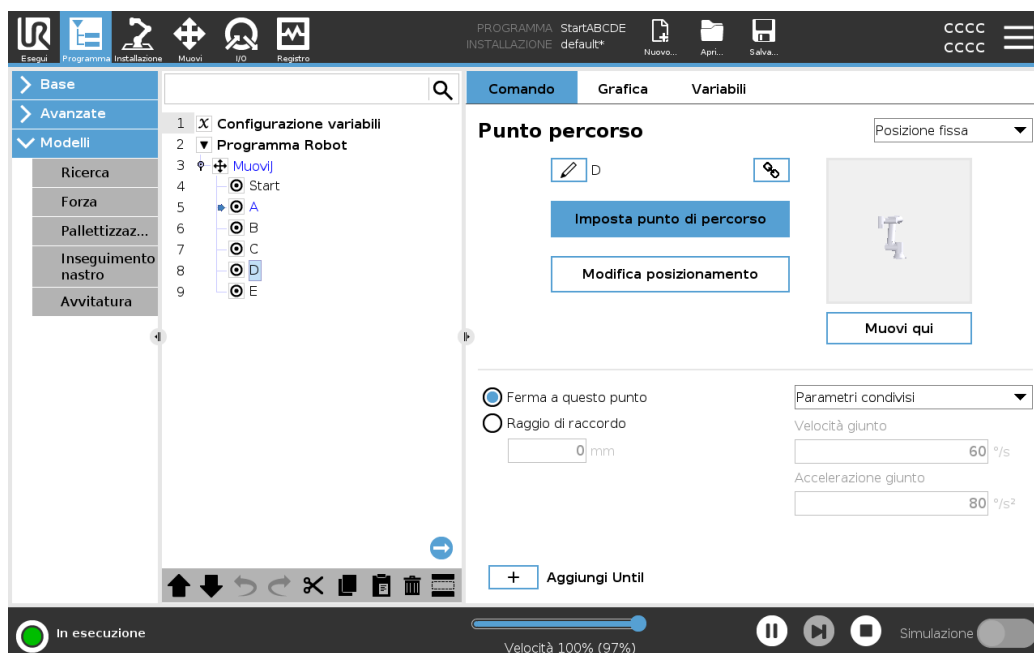 PROGRAMMA StartABCDE
INSTALLAZIONE default*
UR
Esegui Programma Installazione Muovi I/O Registro
Nuovo... Apri... Salva...
CCCC
CCCC
Base
Avanzate
Modelli
Ricerca
Forza
Pallettizzaz...
Inseguimento
nastro
Avvitatura
1 X Configurazione variabili
2 Programma Robot
3 MuoviJ
4 Start
5 A
6 B
7 C
8 D
9 E
Comando Grafica Variabili
Punto percorso
Posizione fissa
D
Imposta punto di percorso
Modifica posizionamento
Muovi qui
Ferma a questo punto
Raggio di raccordo
0 mm
Parametri condivisi
Velocità giunto
60 °/s
Accelerazione giunto
80 °/s²
+ Aggiungi Until
In esecuzione
Velocità 100% (97%)
Simulazione